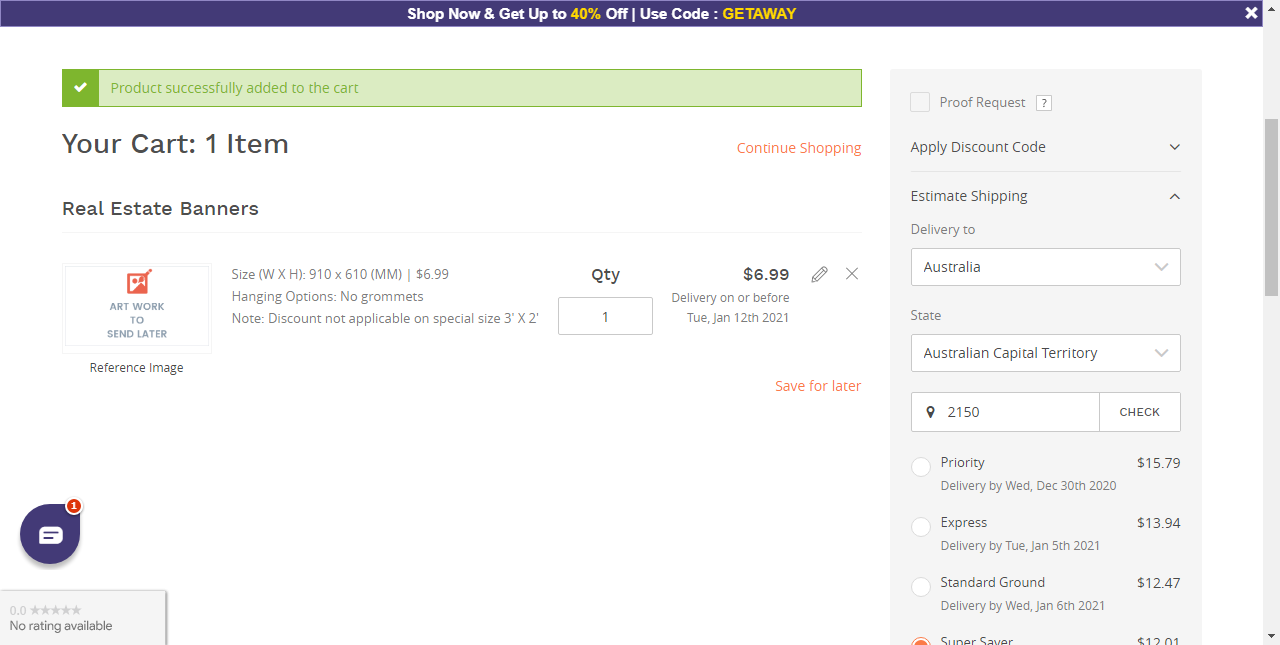 Shop Now & Get Up to 40% Off | Use Code : GETAWAY
Product successfully added to the cart
Your Cart: 1 Item
Continue Shopping
Real Estate Banners
ART WORK
TO
SEND LATER
Reference Image
Size (W X H): 910 x 610 (MM) | $6.99
Hanging Options: No grommets
Note: Discount not applicable on special size 3' X 2'
Qty
1
$6.99
Delivery on or before
Tue, Jan 12th 2021
Save for later
Proof Request ?
Apply Discount Code
Estimate Shipping
Delivery to
Australia
State
Australian Capital Territory
2150 CHECK
Priority $15.79
Delivery by Wed, Dec 30th 2020
Express $13.94
Delivery by Tue, Jan 5th 2021
Standard Ground $12.47
Delivery by Wed, Jan 6th 2021
Super Saver $12.01
1
0.0
No rating available